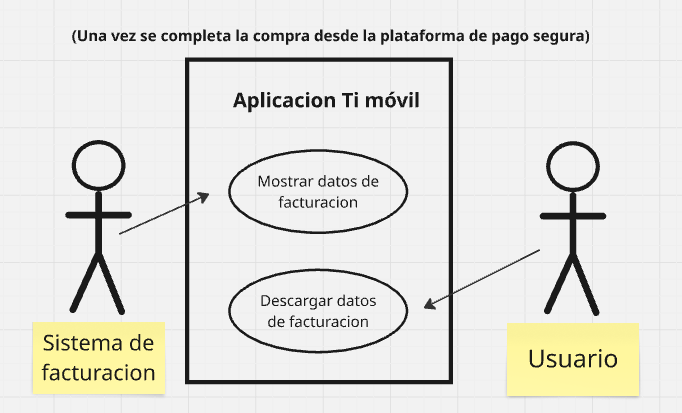 (Una vez se completa la compra desde la plataforma de pago segura)
Aplicacion Ti móvil
Mostrar datos de
facturacion
Descargar datos
de facturacion
Sistema de
facturacion
Usuario